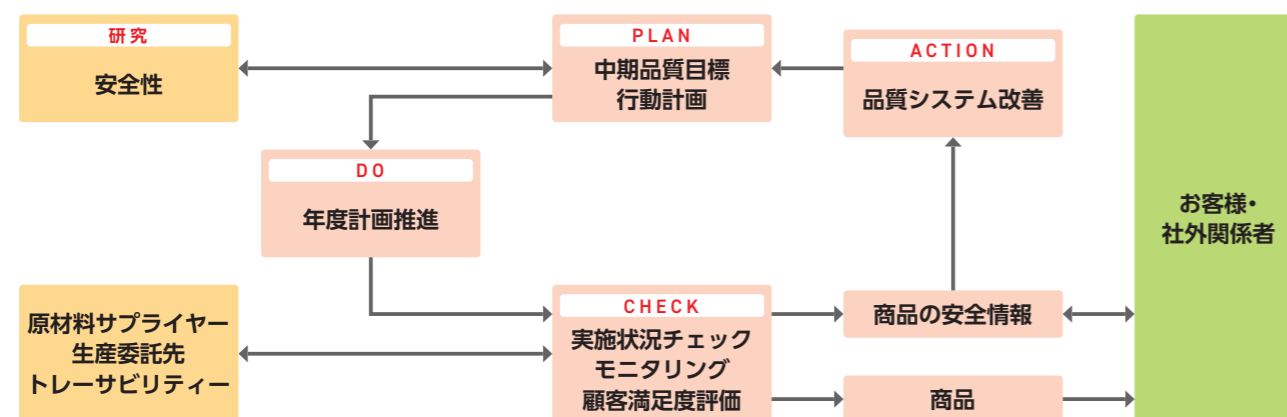 研究
安全性
PLAN
中期品質目標
行動計画
ACTION
品質システム改善
DO
年度計画推進
お客様・
社外関係者
原材料サプライヤー
生産委託先
トレーサビリティー
CHECK
実施状況チェック
モニタリング
顧客満足度評価
商品の安全情報
商品